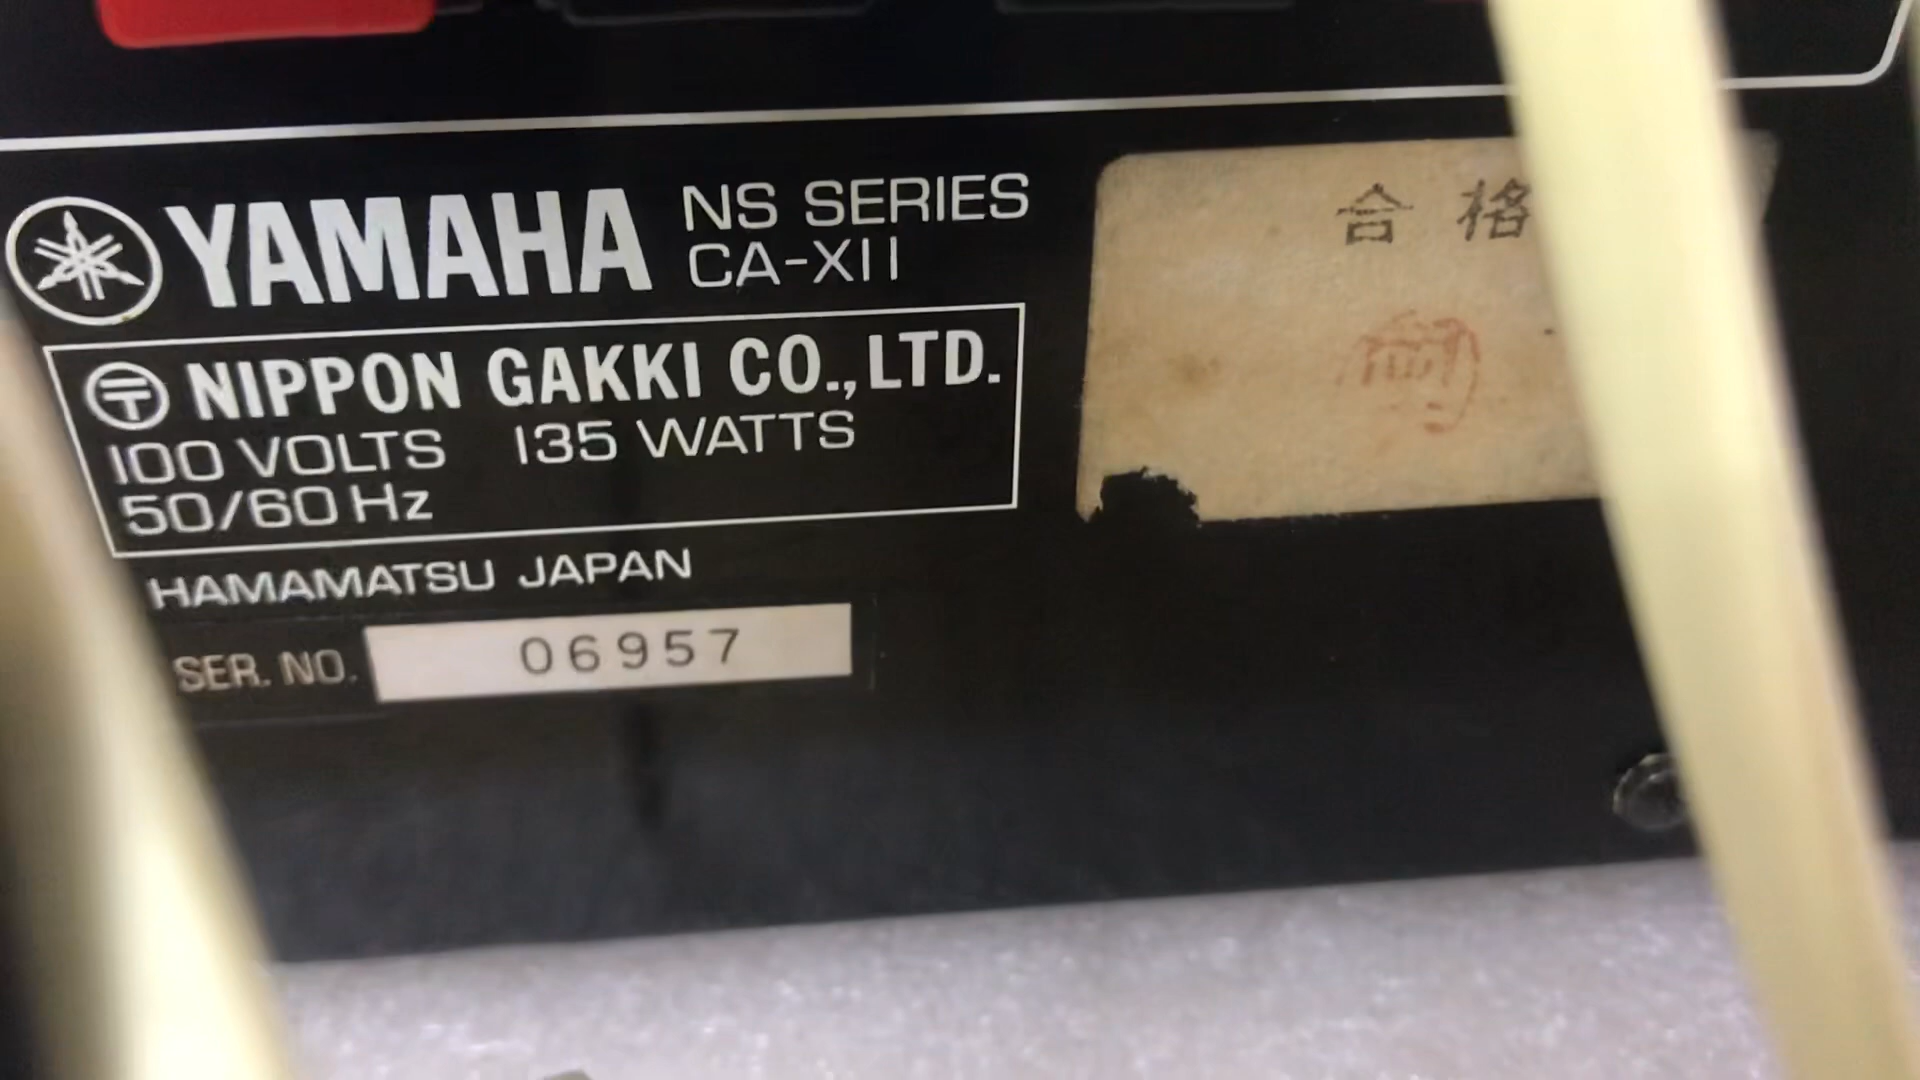 YAMAHA NS SERIES
CA-XII
NIPPON GAKKI CO., LTD.
100 VOLTS 135 WATTS
50/60 Hz
HAMAMATSU JAPAN
SER. NO. 06957
合格